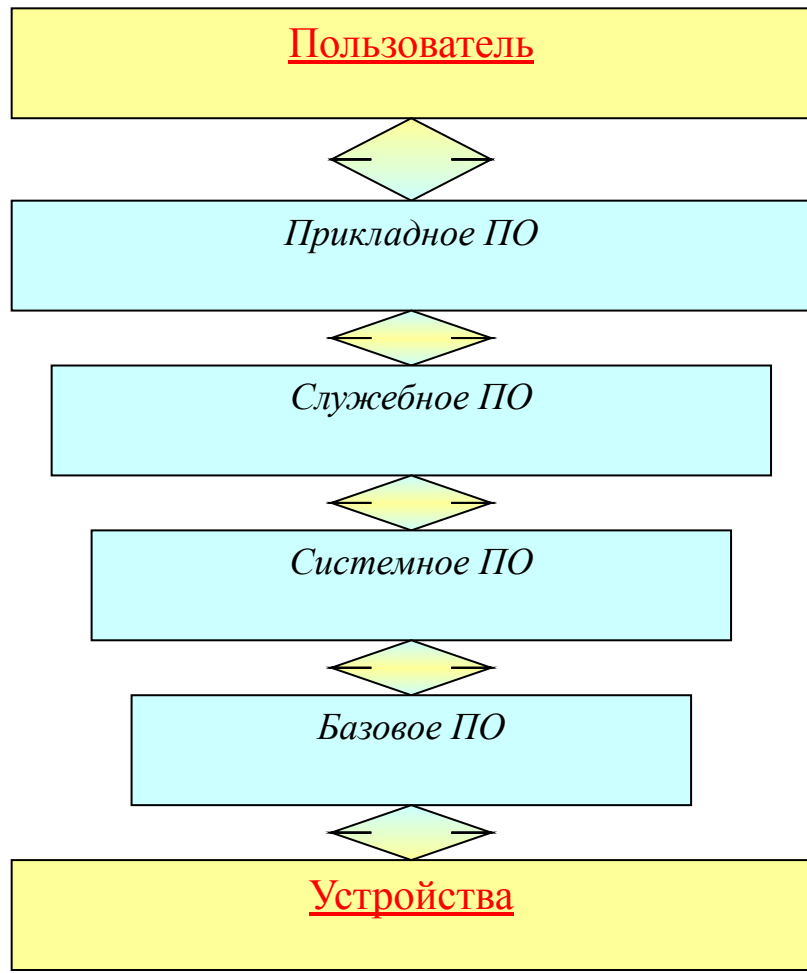 Пользователь
Прикладное ПО
Служебное ПО
Системное ПО
Базовое ПО
Устройства